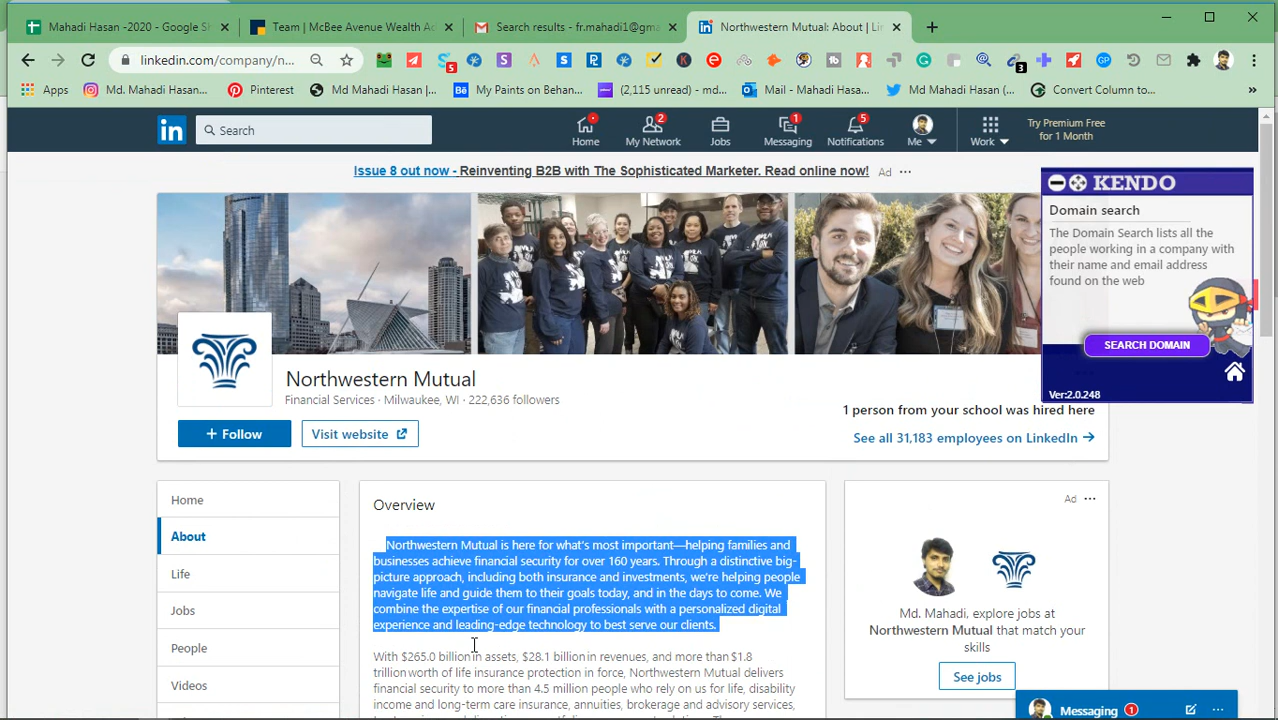 Mahadi Hasan -2020 - Google Sh
Team | McBee Avenue Wealth Ad
Search results - fr.mahadi1@gma
Northwestern Mutual: About | Lin
linkedin.com/company/n...
5
3
Apps
Md. Mahadi Hasan...
Pinterest
Md Mahadi Hasan |...
My Paints on Behan...
(2,115 unread) - md...
Mail - Mahadi Hasa...
Md Mahadi Hasan (...
Convert Column to...
in
Search
Home
2
My Network
Jobs
1
Messaging
5
Notifications
Me
Work
Try Premium Free
for 1 Month
Issue 8 out now - Reinventing B2B with The Sophisticated Marketer. Read online now!
Ad
KENDO
Domain search
The Domain Search lists all the
people working in a company with
their name and email address
found on the web
SEARCH DOMAIN
Ver:2.0.248
Northwestern Mutual
Financial Services · Milwaukee, WI · 222,636 followers
1 person from your school was hired here
+ Follow
Visit website
See all 31,183 employees on LinkedIn →
Home
About
Life
Jobs
People
Videos
Overview
Northwestern Mutual is here for what's most important—helping families and
businesses achieve financial security for over 160 years. Through a distinctive big-
picture approach, including both insurance and investments, we're helping people
navigate life and guide them to their goals today, and in the days to come. We
combine the expertise of our financial professionals with a personalized digital
experience and leading-edge technology to best serve our clients.
With $265.0 billion in assets, $28.1 billion in revenues, and more than $1.8
trillion worth of life insurance protection in force, Northwestern Mutual delivers
financial security to more than 4.5 million people who rely on us for life, disability
income and long-term care insurance, annuities, brokerage and advisory services,
Ad
Md. Mahadi, explore jobs at
Northwestern Mutual that match your
skills
See jobs
Messaging
1